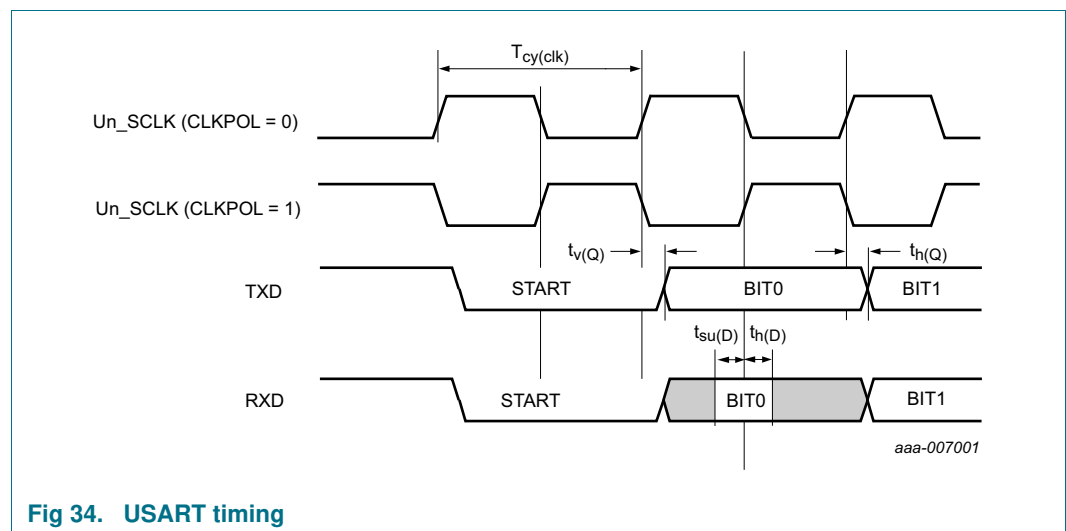 Tcy(clk)
Un_SCLK (CLKPOL = 0)
Un_SCLK (CLKPOL = 1)
tv(Q)
th(Q)
TXD
START
BIT0
BIT1
tsu(D)
th(D)
RXD
START
BIT0
BIT1
aaa-007001
Fig 34. USART timing